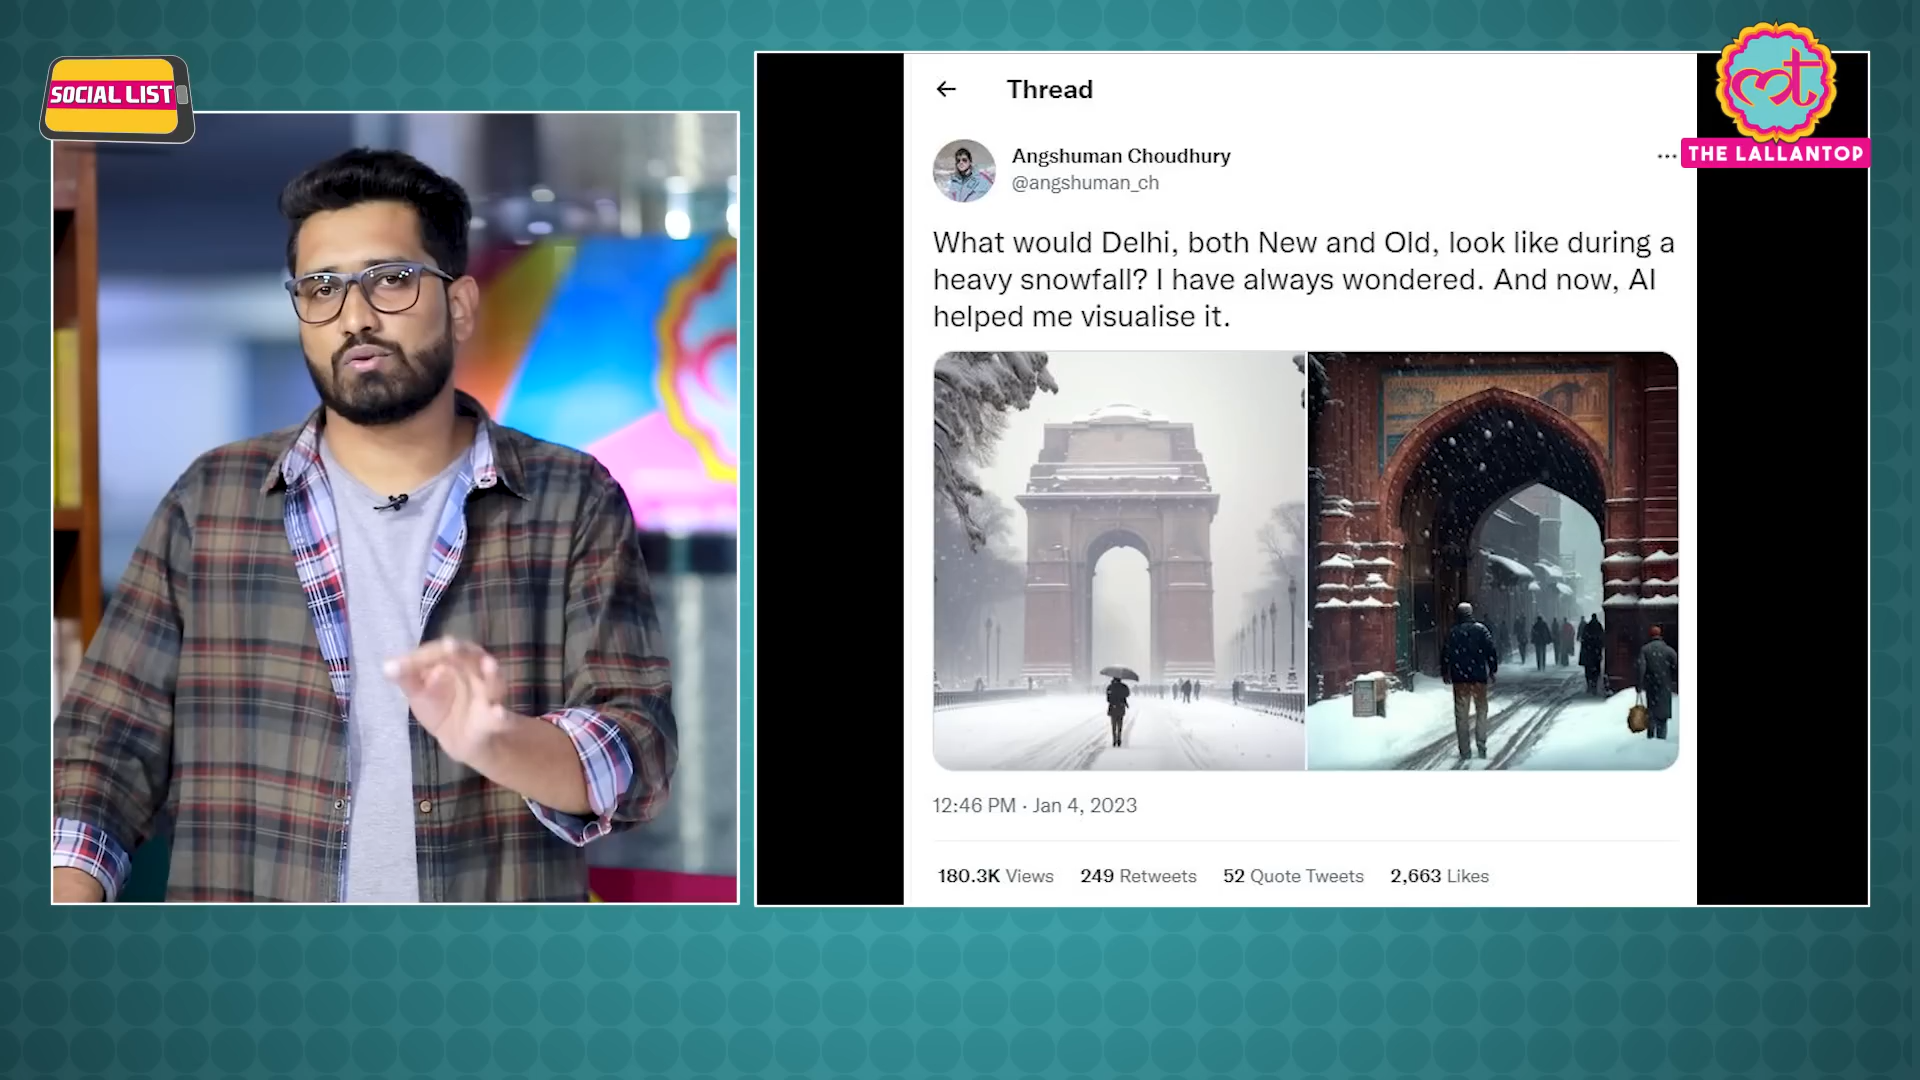 SOCIAL LIST
THE LALLANTOP
Thread
Angshuman Choudhury
@angshuman_ch
What would Delhi, both New and Old, look like during a
heavy snowfall? I have always wondered. And now, AI
helped me visualise it.
12:46 PM · Jan 4, 2023
180.3K Views 249 Retweets 52 Quote Tweets 2,663 Likes